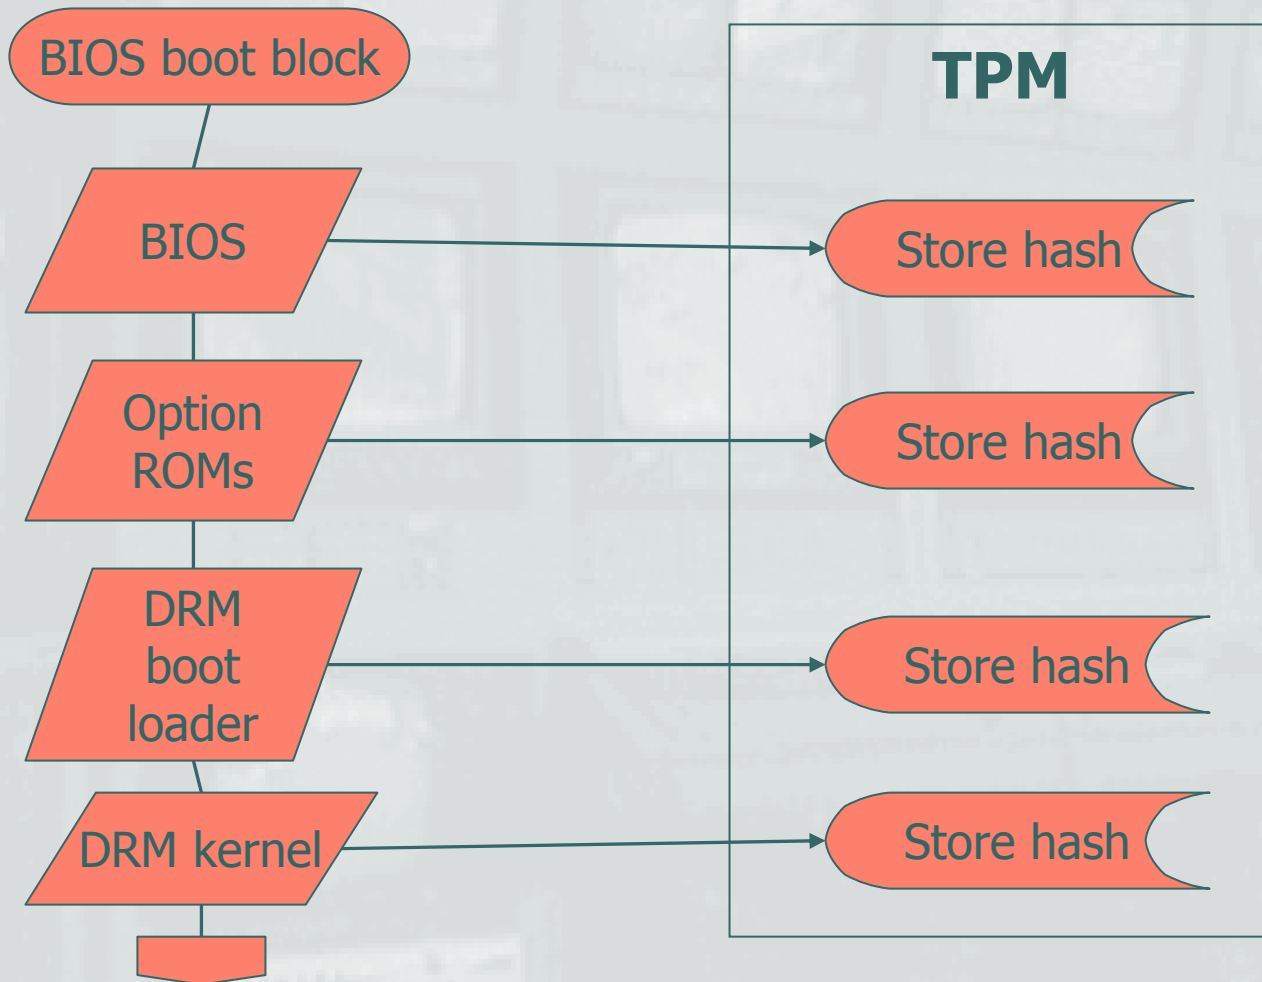 BIOS boot block
TPM
BIOS
Store hash
Option
ROMs
Store hash
DRM
boot
loader
Store hash
DRM kernel
Store hash